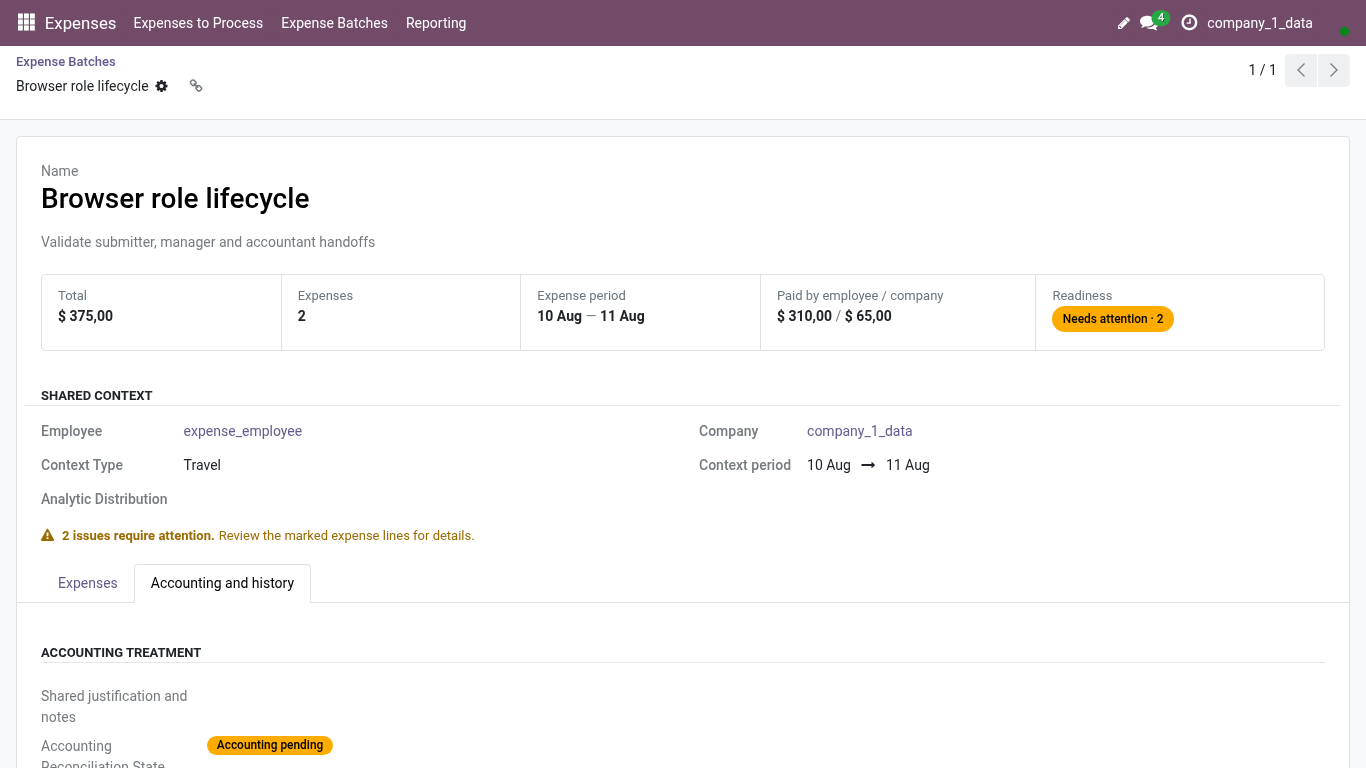 Expenses Expenses to Process Expense Batches Reporting 4 company_1_data
Expense Batches
Browser role lifecycle
1 / 1
Name
Browser role lifecycle
Validate submitter, manager and accountant handoffs
Total Expenses Expense period Paid by employee / company Readiness
$ 375,00 2 10 Aug — 11 Aug $ 310,00 / $ 65,00 Needs attention · 2
SHARED CONTEXT
Employee expense_employee Company company_1_data
Context Type Travel Context period 10 Aug → 11 Aug
Analytic Distribution
2 issues require attention. Review the marked expense lines for details.
Expenses Accounting and history
ACCOUNTING TREATMENT
Shared justification and
notes
Accounting Accounting pending
Reconciliation State